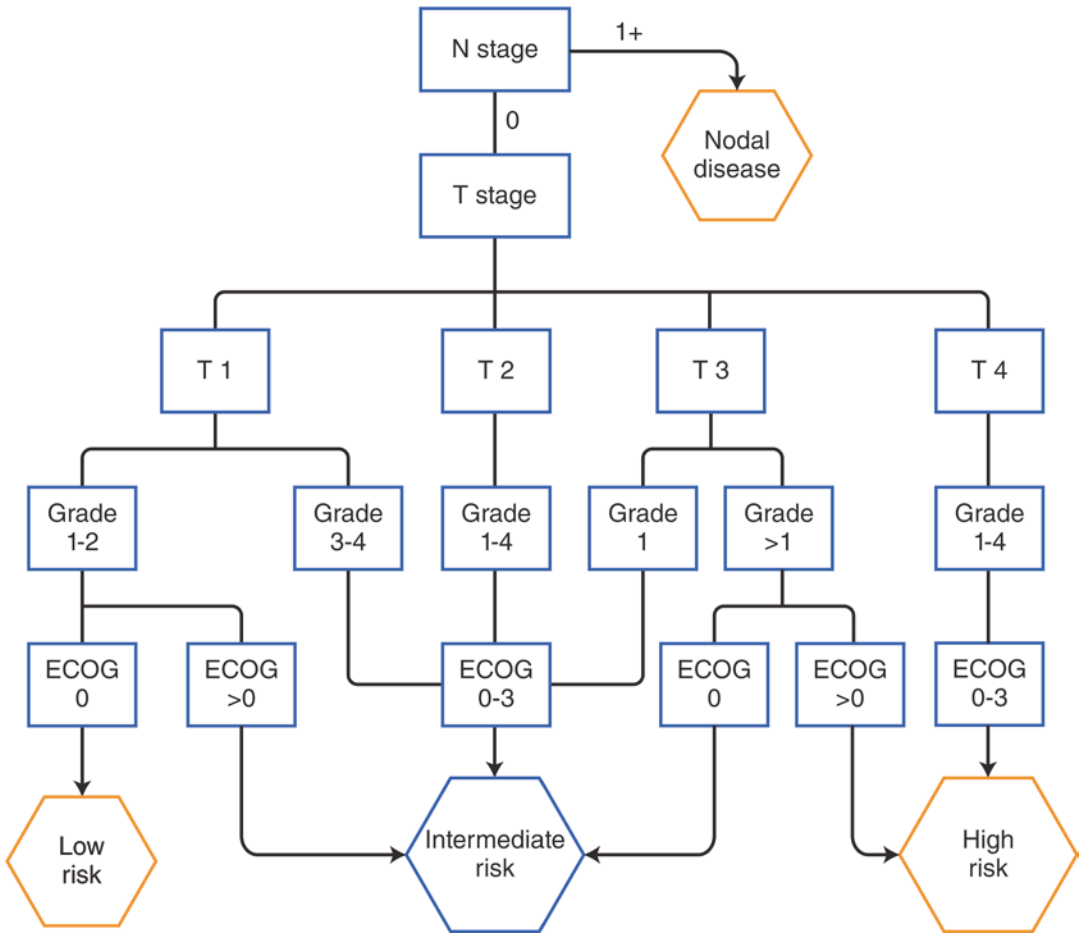 N stage
1+
Nodal
disease
0
T stage
T 1
T 2
T 3
T 4
Grade
1-2
Grade
3-4
Grade
1-4
Grade
1
Grade
>1
Grade
1-4
ECOG
0
ECOG
>0
ECOG
0-3
ECOG
0
ECOG
>0
ECOG
0-3
Low
risk
Intermediate
risk
High
risk